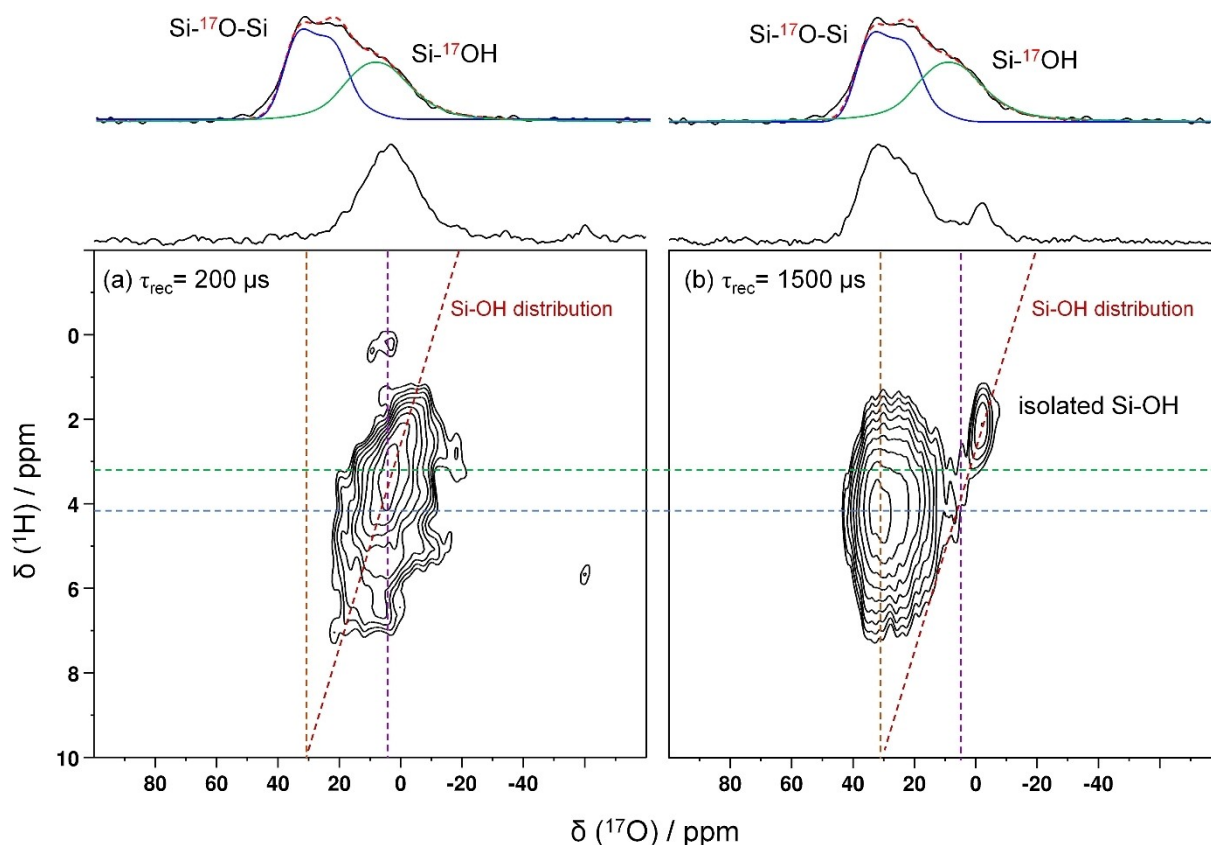 Si-17O-Si
Si-17OH
Si-17O-Si
Si-17OH
(a) τrec= 200 µs
Si-OH distribution
(b) τrec= 1500 µs
Si-OH distribution
isolated Si-OH
0
2
4
6
8
10
δ (1H) / ppm
80 60 40 20 0 -20 -40
80 60 40 20 0 -20 -40
δ (17O) / ppm